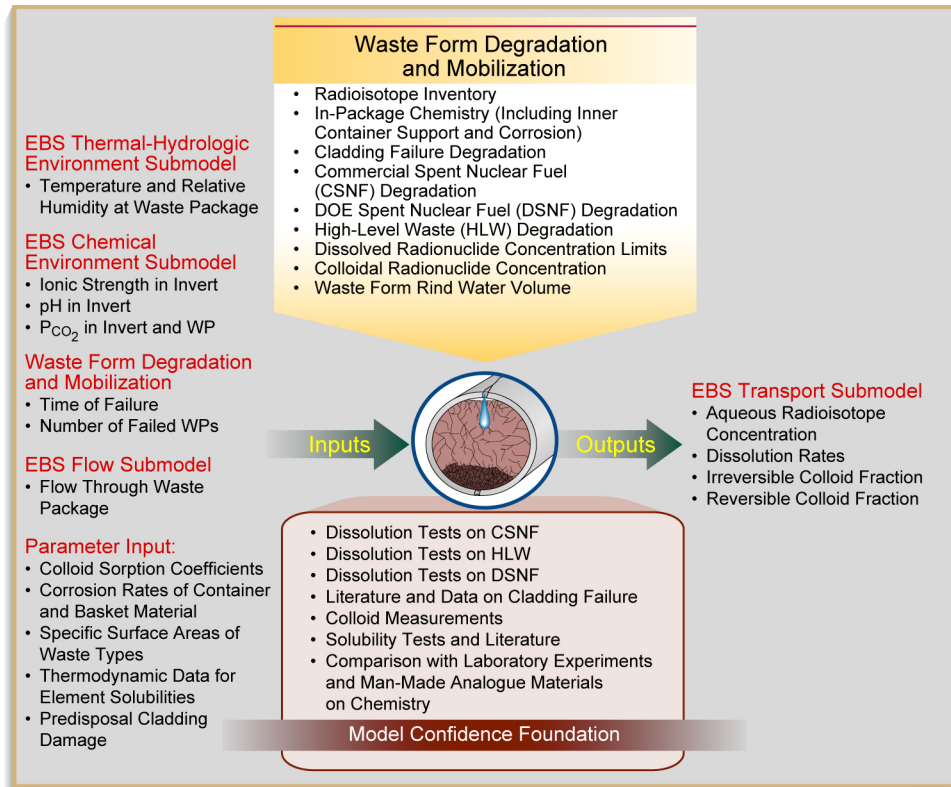 Waste Form Degradation
and Mobilization
• Radioisotope Inventory
• In-Package Chemistry (Including Inner
Container Support and Corrosion)
• Cladding Failure Degradation
• Commercial Spent Nuclear Fuel
(CSNF) Degradation
• DOE Spent Nuclear Fuel (DSNF) Degradation
• High-Level Waste (HLW) Degradation
• Dissolved Radionuclide Concentration Limits
• Colloidal Radionuclide Concentration
• Waste Form Rind Water Volume
EBS Thermal-Hydrologic
Environment Submodel
• Temperature and Relative
Humidity at Waste Package
EBS Chemical
Environment Submodel
• Ionic Strength in Invert
• pH in Invert
• PCO2 in Invert and WP
Waste Form Degradation
and Mobilization
• Time of Failure
• Number of Failed WPs
EBS Flow Submodel
• Flow Through Waste
Package
Parameter Input:
• Colloid Sorption Coefficients
• Corrosion Rates of Container
and Basket Material
• Specific Surface Areas of
Waste Types
• Thermodynamic Data for
Element Solubilities
• Predisposal Cladding
Damage
Inputs
Outputs
EBS Transport Submodel
• Aqueous Radioisotope
Concentration
• Dissolution Rates
• Irreversible Colloid Fraction
• Reversible Colloid Fraction
• Dissolution Tests on CSNF
• Dissolution Tests on HLW
• Dissolution Tests on DSNF
• Literature and Data on Cladding Failure
• Colloid Measurements
• Solubility Tests and Literature
• Comparison with Laboratory Experiments
and Man-Made Analogue Materials
on Chemistry
Model Confidence Foundation